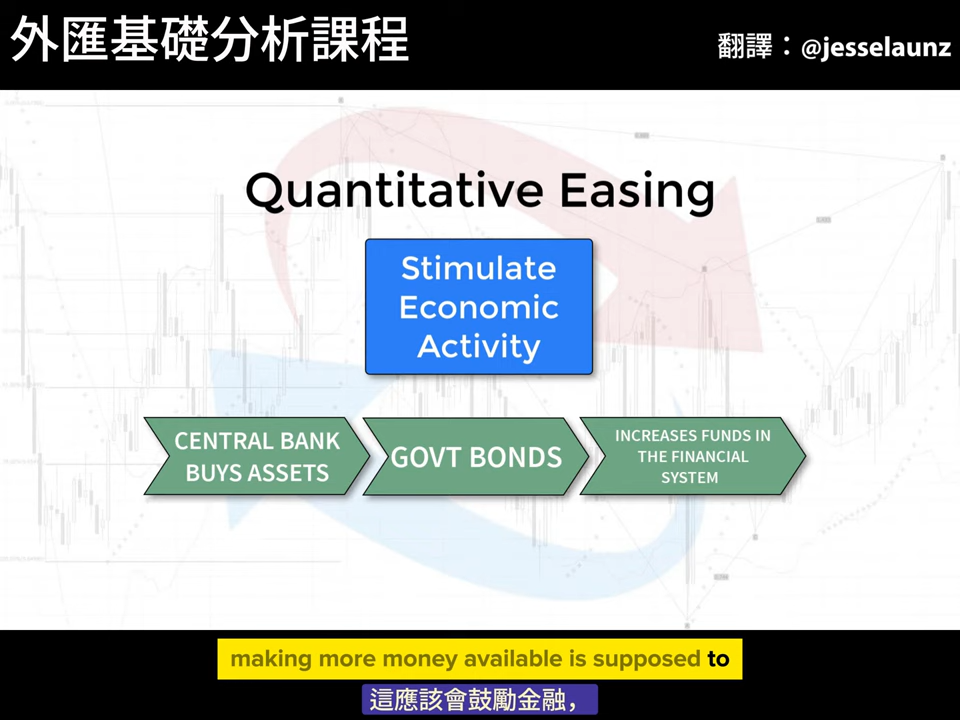 外匯基礎分析課程
翻譯：@jesselaunz
Quantitative Easing
Stimulate
Economic
Activity
CENTRAL BANK
BUYS ASSETS
GOVT BONDS
INCREASES FUNDS IN
THE FINANCIAL
SYSTEM
making more money available is supposed to
這應該會鼓勵金融，